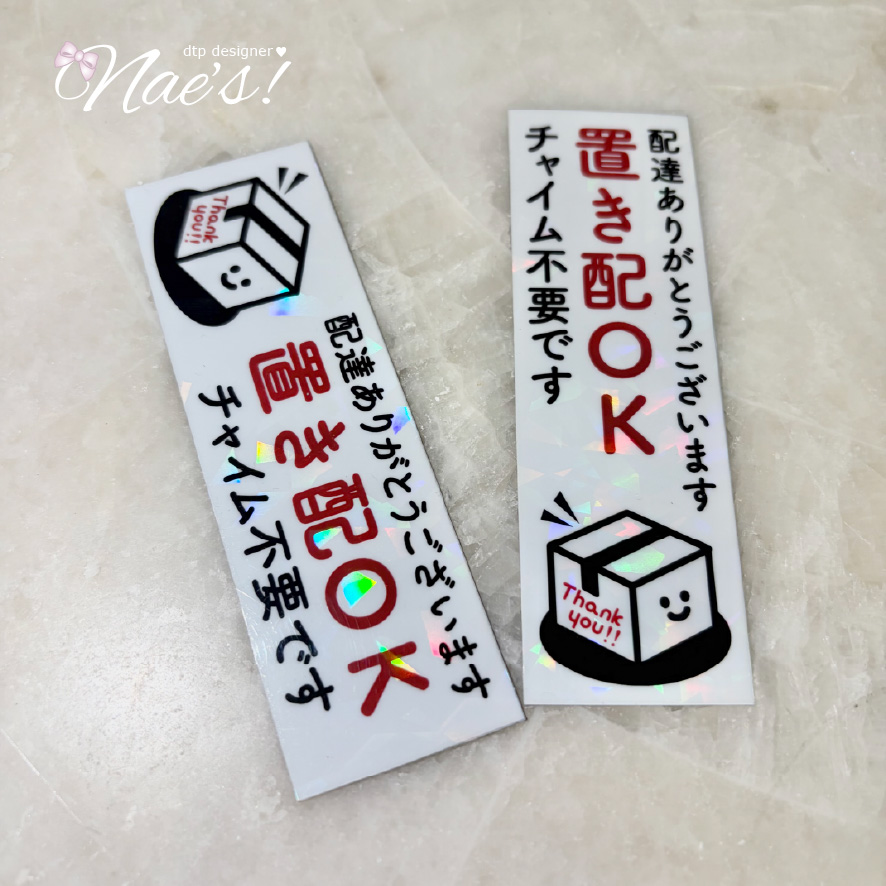 dtp designer♥
Nae's!
Thank
you!!
配達ありがとうございます
置き配OK
チャイム不要です
配達ありがとうございます
置き配OK
チャイム不要です
Thank
you!!